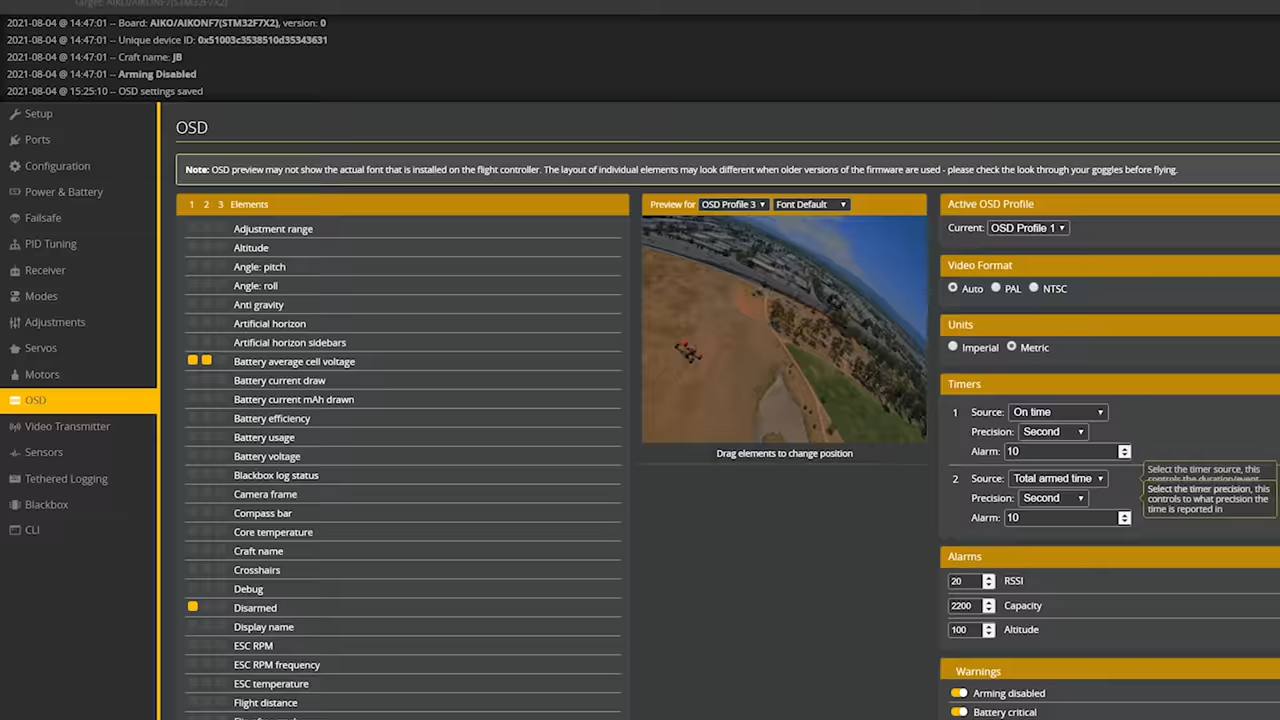 Target: AIKO/AIKONF7(STM32F7X2)
2021-08-04 @ 14:47:01 -- Board: AIKO/AIKONF7(STM32F7X2), version: 0
2021-08-04 @ 14:47:01 -- Unique device ID: 0x51003c3538510d35343631
2021-08-04 @ 14:47:01 -- Craft name: JB
2021-08-04 @ 14:47:01 -- Arming Disabled
2021-08-04 @ 15:25:10 -- OSD settings saved
Setup
Ports
Configuration
Power & Battery
Failsafe
PID Tuning
Receiver
Modes
Adjustments
Servos
Motors
OSD
Video Transmitter
Sensors
Tethered Logging
Blackbox
CLI
OSD
Note: OSD preview may not show the actual font that is installed on the flight controller. The layout of individual elements may look different when older versions of the firmware are used - please check the look through your goggles before flying.
1 2 3 Elements
Adjustment range
Altitude
Angle: pitch
Angle: roll
Anti gravity
Artificial horizon
Artificial horizon sidebars
Battery average cell voltage
Battery current draw
Battery current mAh drawn
Battery efficiency
Battery usage
Battery voltage
Blackbox log status
Camera frame
Compass bar
Core temperature
Craft name
Crosshairs
Debug
Disarmed
Display name
ESC RPM
ESC RPM frequency
ESC temperature
Flight distance
Preview for OSD Profile 3 Font Default
Drag elements to change position
Active OSD Profile
Current: OSD Profile 1
Video Format
Auto PAL NTSC
Units
Imperial Metric
Timers
1 Source: On time
Precision: Second
Alarm: 10
2 Source: Total armed time
Precision: Second
Alarm: 10
Select the timer source, this
controls the duration/event
Select the timer precision, this
controls to what precision the
time is reported in
Alarms
20 RSSI
2200 Capacity
100 Altitude
Warnings
Arming disabled
Battery critical